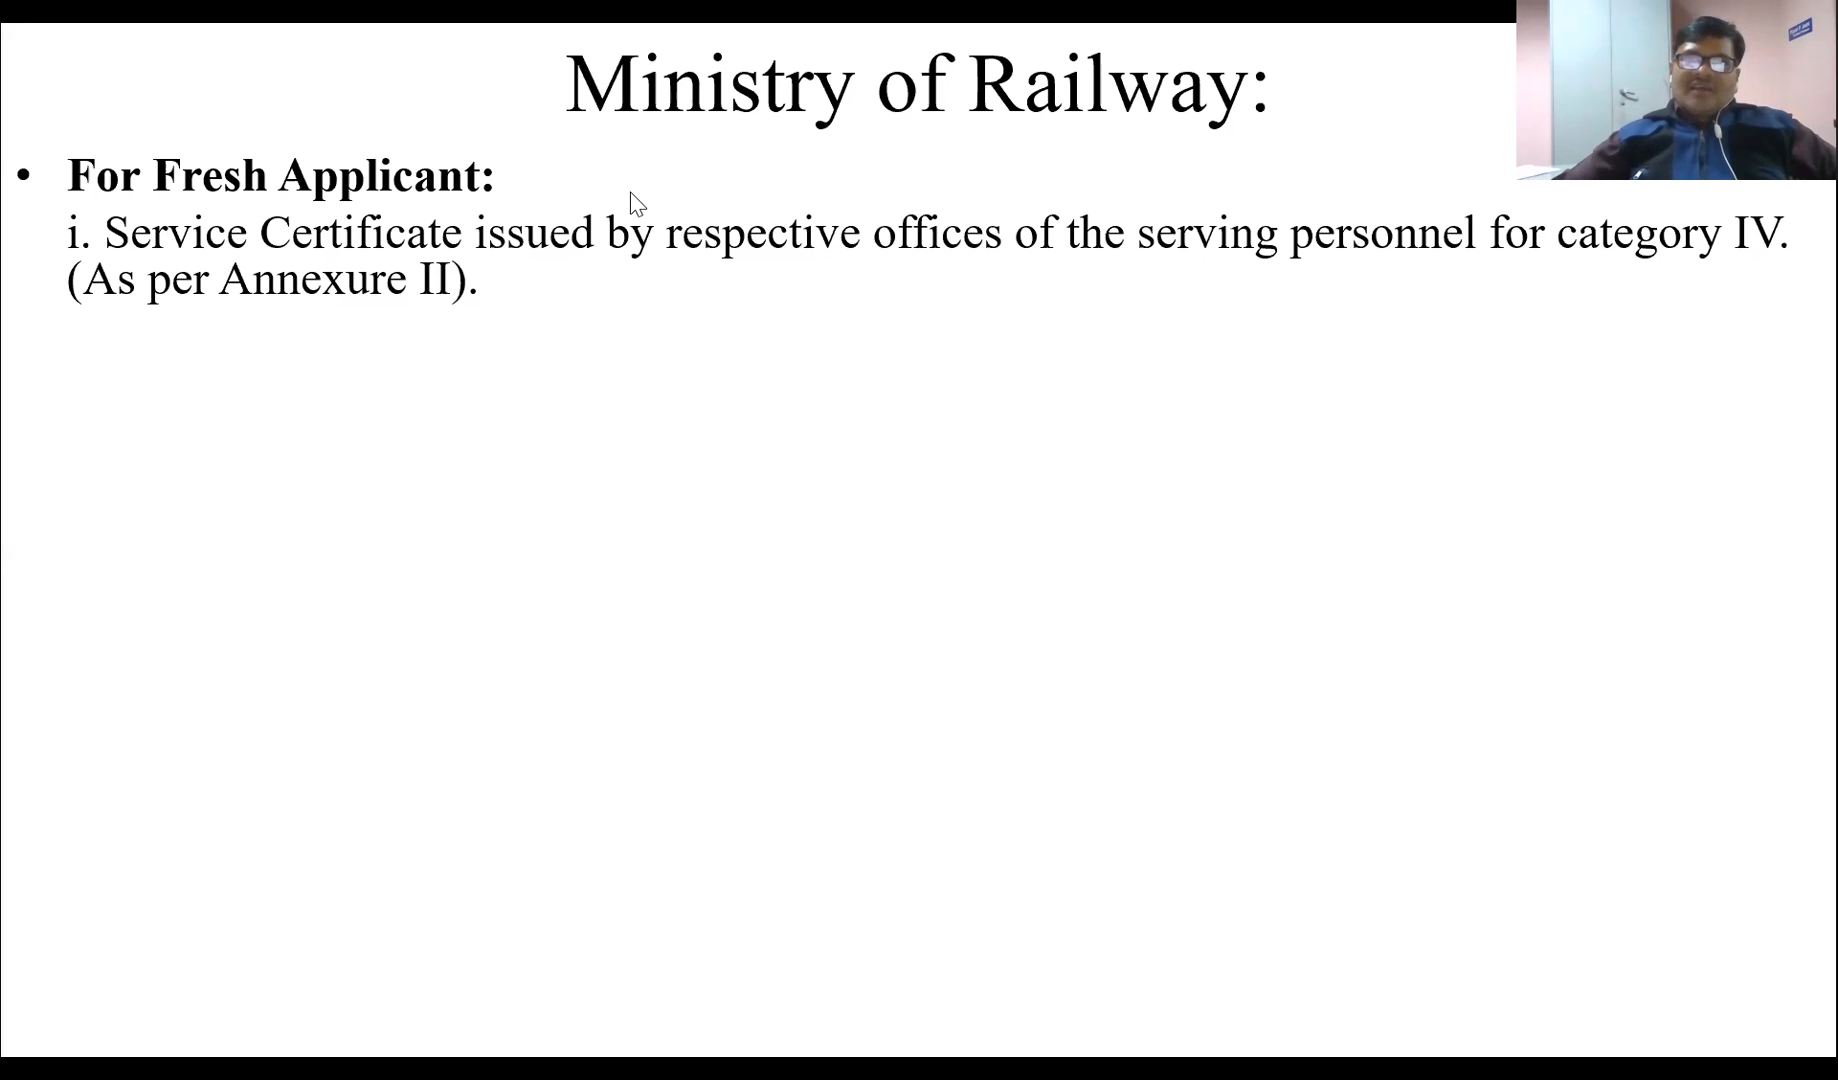 Ministry of Railway:
• For Fresh Applicant:
i. Service Certificate issued by respective offices of the serving personnel for category IV.
(As per Annexure II).